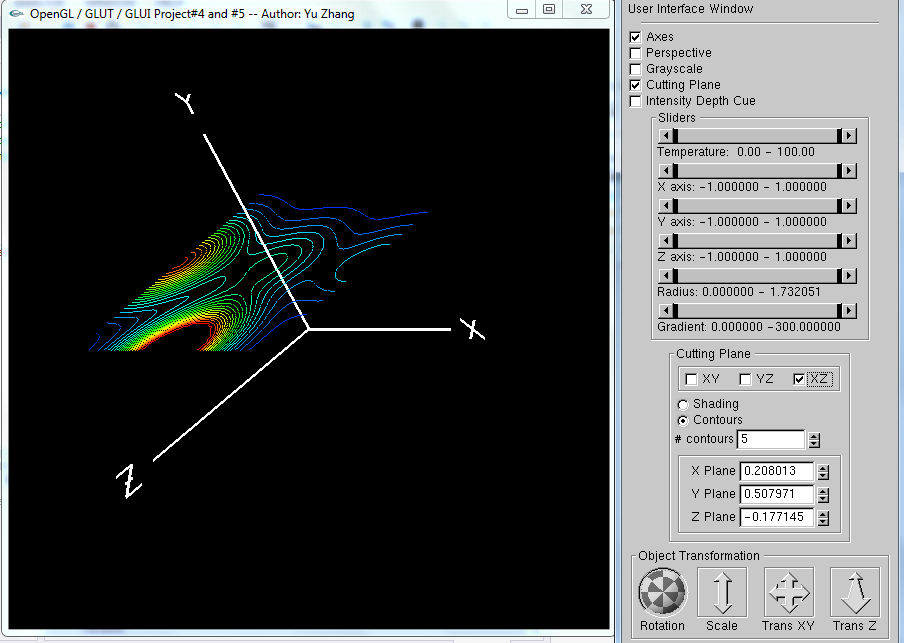 OpenGL / GLUT / GLUI Project#4 and #5 -- Author: Yu Zhang
Y
X
Z
User Interface Window
Axes
Perspective
Grayscale
Cutting Plane
Intensity Depth Cue
Sliders
Temperature: 0.00 - 100.00
X axis: -1.000000 - 1.000000
Y axis: -1.000000 - 1.000000
Z axis: -1.000000 - 1.000000
Radius: 0.000000 - 1.732051
Gradient: 0.000000 -300.000000
Cutting Plane
XY YZ XZ
Shading
Contours
# contours 5
X Plane 0.208013
Y Plane 0.507971
Z Plane -0.177145
Object Transformation
Rotation Scale Trans XY Trans Z